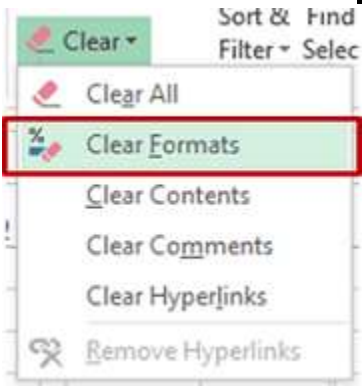 Sort & Find
Clear
Filter Selec
Clear All
Clear Formats
Clear Contents
Clear Comments
Clear Hyperlinks
Remove Hyperlinks